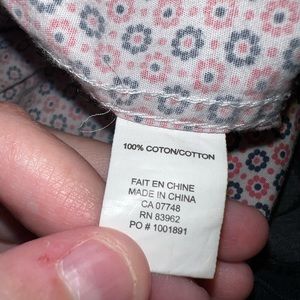 100% COTON/COTTON
FAIT EN CHINE
MADE IN CHINA
CA 07748
RN 83962
PO # 1001891